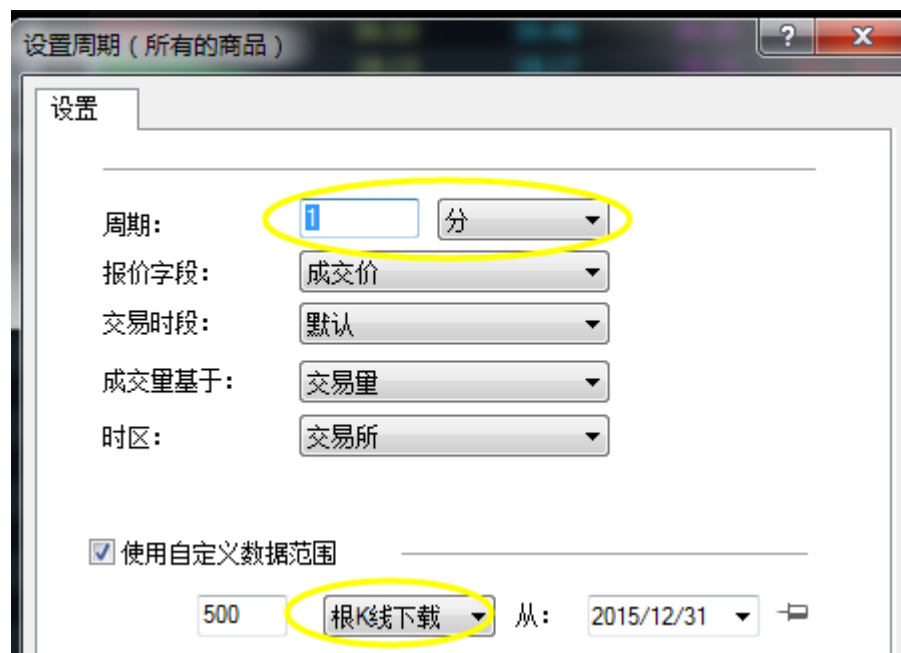 设置周期（所有的商品）
?
x
设置
周期: 1 分
报价字段: 成交价
交易时段: 默认
成交量基于: 交易量
时区: 交易所
使用自定义数据范围
500 根K线下载 从: 2015/12/31